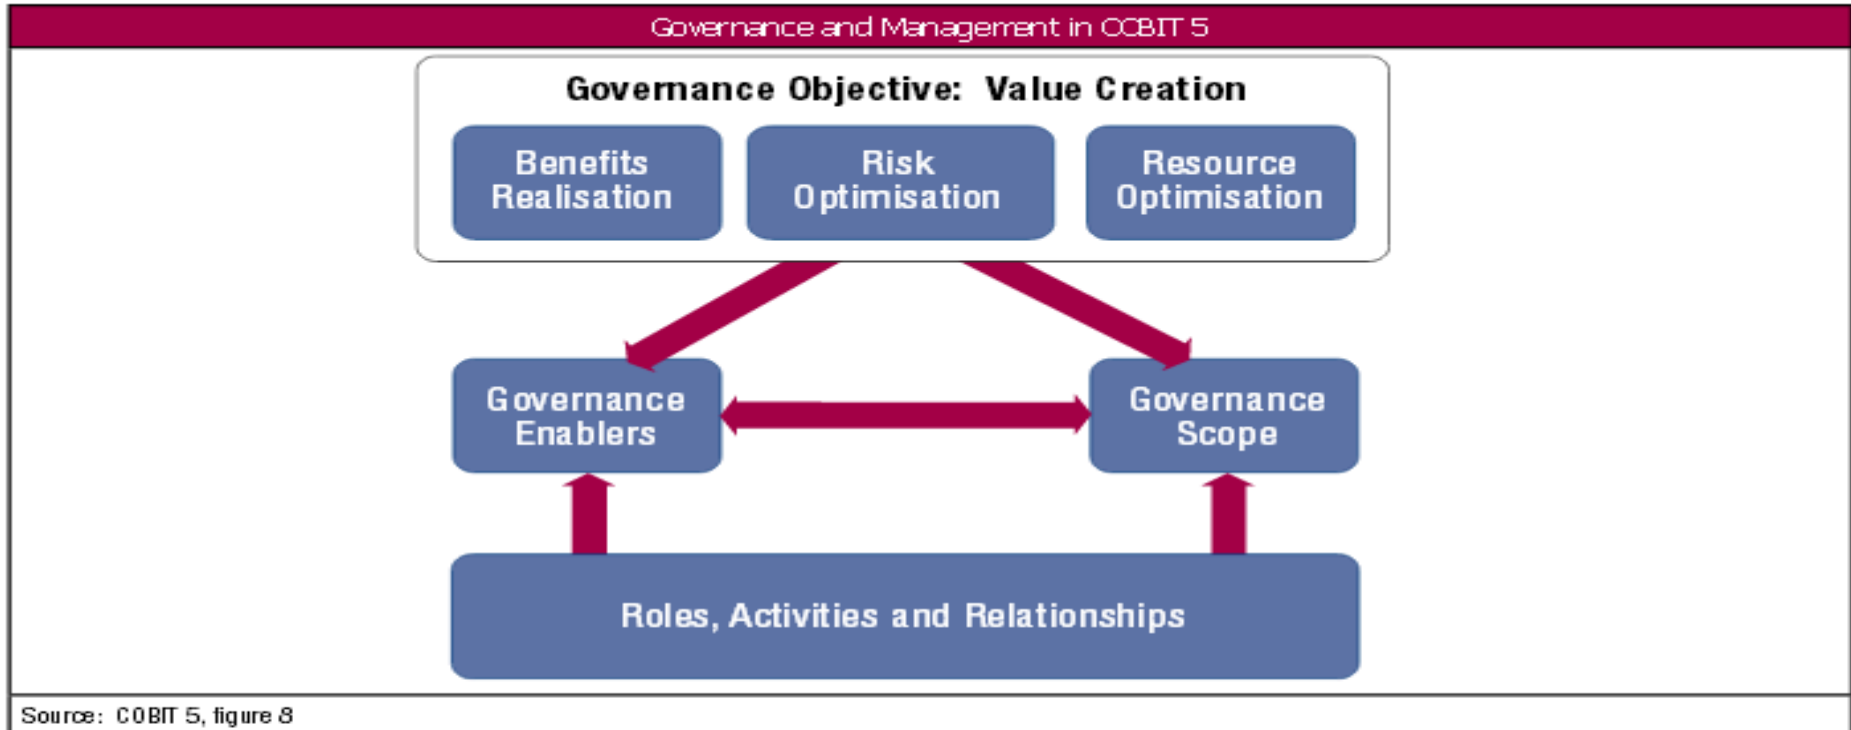 Governance and Management in COBIT 5
Governance Objective: Value Creation
Benefits
Realisation
Risk
Optimisation
Resource
Optimisation
Governance
Enablers
Governance
Scope
Roles, Activities and Relationships
Source: COBIT 5, figure 8